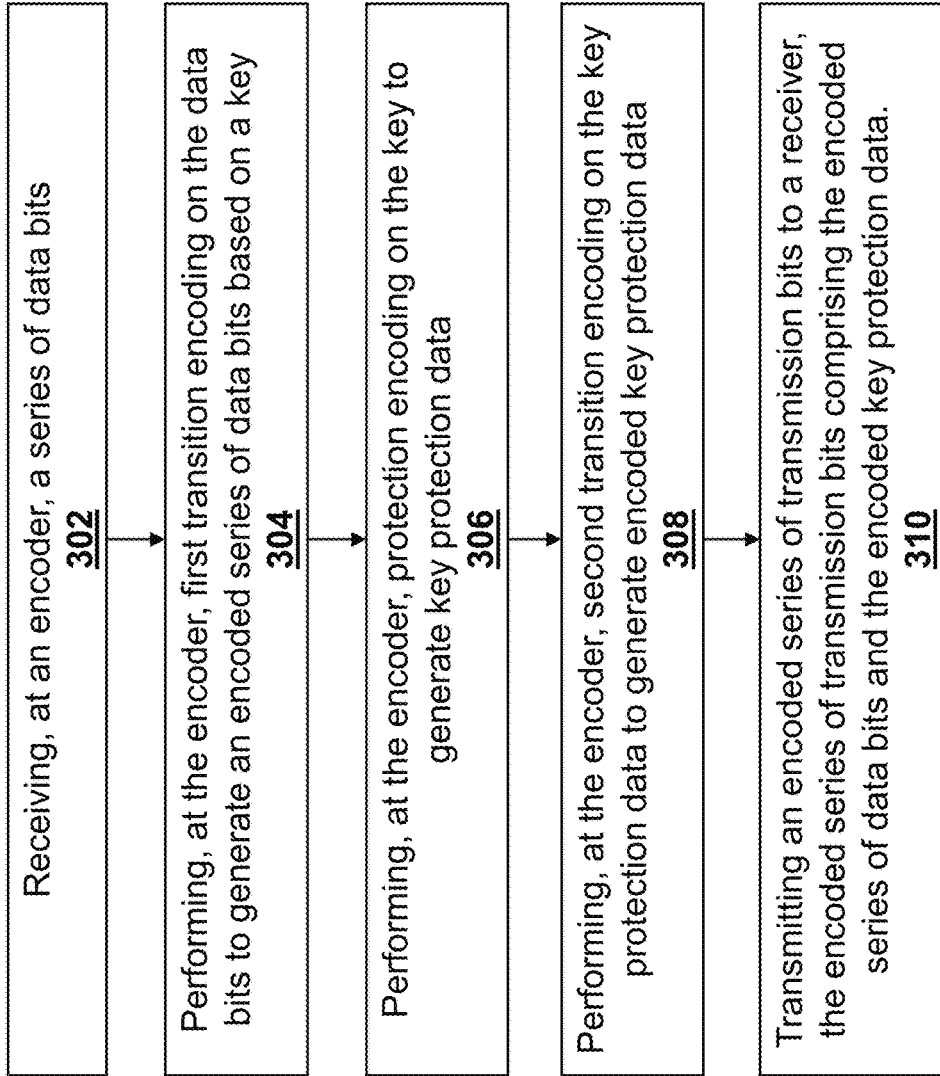 Receiving, at an encoder, a series of data bits
302
Performing, at the encoder, first transition encoding on the data
bits to generate an encoded series of data bits based on a key
304
Performing, at the encoder, protection encoding on the key to
generate key protection data
306
Performing, at the encoder, second transition encoding on the key
protection data to generate encoded key protection data
308
Transmitting an encoded series of transmission bits to a receiver,
the encoded series of transmission bits comprising the encoded
series of data bits and the encoded key protection data.
310